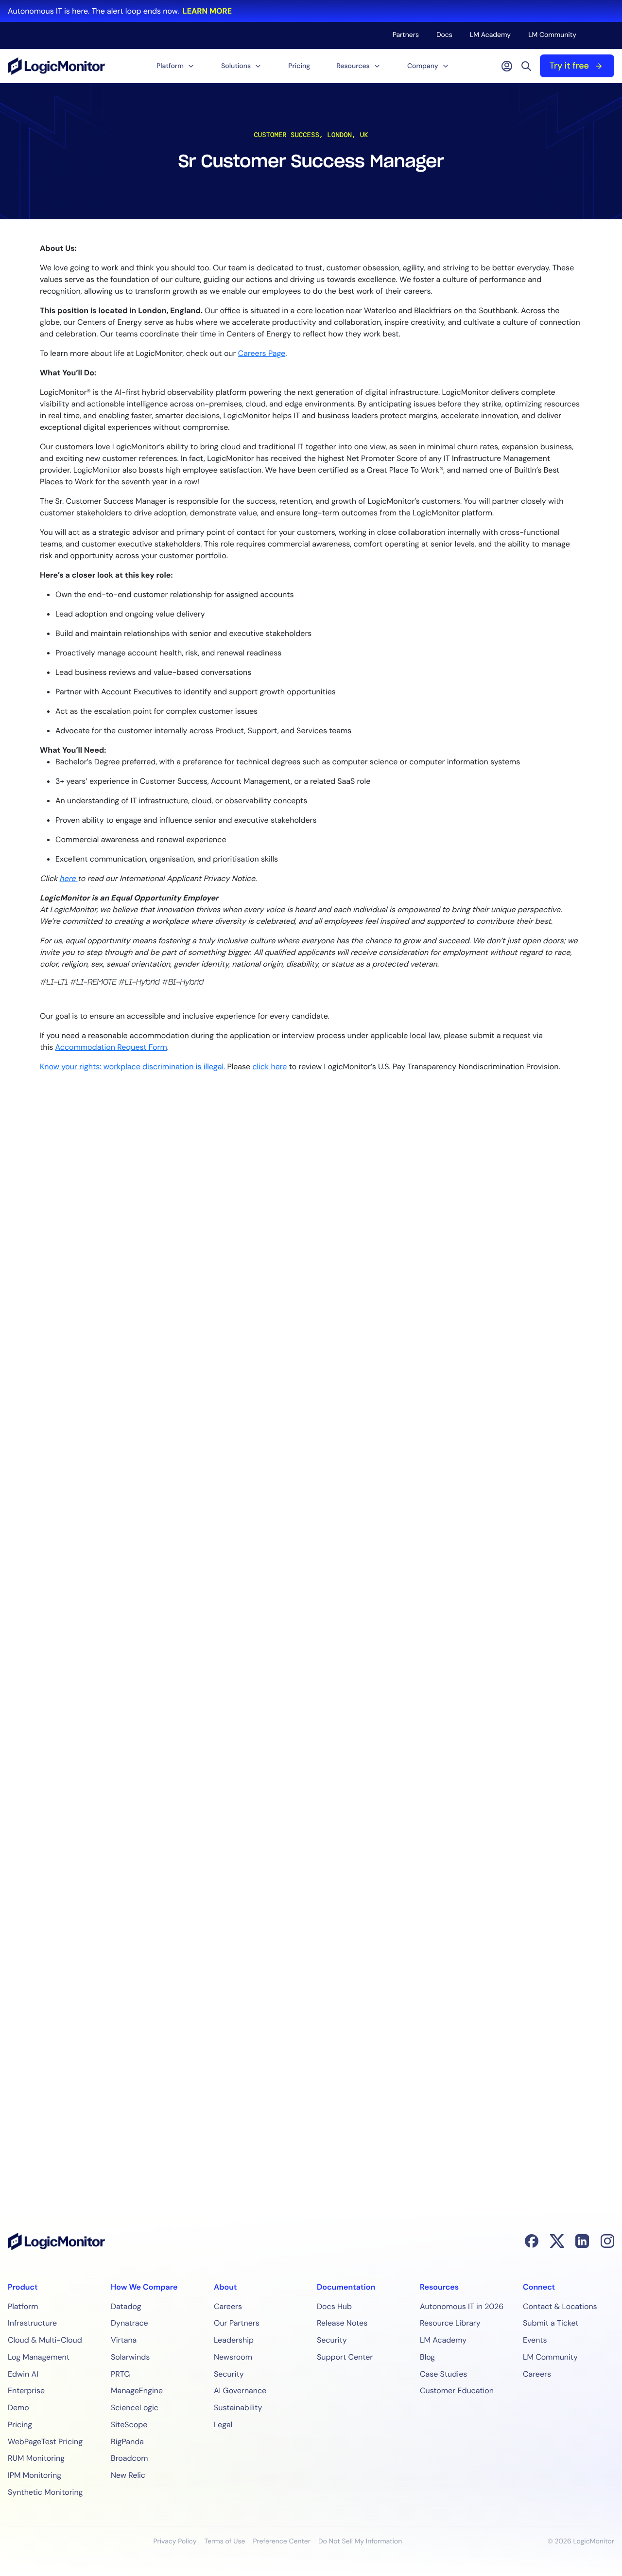 Autonomous IT is here. The alert loop ends now. LEARN MORE
Partners Docs LM Academy LM Community
LogicMonitor Platform Solutions Pricing Resources Company Try it free
CUSTOMER SUCCESS, LONDON, UK
Sr Customer Success Manager
About Us:
We love going to work and think you should too. Our team is dedicated to trust, customer obsession, agility, and striving to be better everyday. These
values serve as the foundation of our culture, guiding our actions and driving us towards excellence. We foster a culture of performance and
recognition, allowing us to transform growth as we enable our employees to do the best work of their careers.
This position is located in London, England. Our office is situated in a core location near Waterloo and Blackfriars on the Southbank. Across the
globe, our Centers of Energy serve as hubs where we accelerate productivity and collaboration, inspire creativity, and cultivate a culture of connection
and celebration. Our teams coordinate their time in Centers of Energy to reflect how they work best.
To learn more about life at LogicMonitor, check out our Careers Page.
What You'll Do:
LogicMonitor® is the AI-first hybrid observability platform powering the next generation of digital infrastructure. LogicMonitor delivers complete
visibility and actionable intelligence across on-premises, cloud, and edge environments. By anticipating issues before they strike, optimizing resources
in real time, and enabling faster, smarter decisions, LogicMonitor helps IT and business leaders protect margins, accelerate innovation, and deliver
exceptional digital experiences without compromise.
Our customers love LogicMonitor's ability to bring cloud and traditional IT together into one view, as seen in minimal churn rates, expansion business,
and exciting new customer references. In fact, LogicMonitor has received the highest Net Promoter Score of any IT Infrastructure Management
provider. LogicMonitor also boasts high employee satisfaction. We have been certified as a Great Place To Work®, and named one of BuiltIn's Best
Places to Work for the seventh year in a row!
The Sr. Customer Success Manager is responsible for the success, retention, and growth of LogicMonitor's customers. You will partner closely with
customer stakeholders to drive adoption, demonstrate value, and ensure long-term outcomes from the LogicMonitor platform.
You will act as a strategic advisor and primary point of contact for your customers, working in close collaboration internally with cross-functional
teams, and customer executive stakeholders. This role requires commercial awareness, comfort operating at senior levels, and the ability to manage
risk and opportunity across your customer portfolio.
Here's a closer look at this key role:
• Own the end-to-end customer relationship for assigned accounts
• Lead adoption and ongoing value delivery
• Build and maintain relationships with senior and executive stakeholders
• Proactively manage account health, risk, and renewal readiness
• Lead business reviews and value-based conversations
• Partner with Account Executives to identify and support growth opportunities
• Act as the escalation point for complex customer issues
• Advocate for the customer internally across Product, Support, and Services teams
What You'll Need:
• Bachelor's Degree preferred, with a preference for technical degrees such as computer science or computer information systems
• 3+ years' experience in Customer Success, Account Management, or a related SaaS role
• An understanding of IT infrastructure, cloud, or observability concepts
• Proven ability to engage and influence senior and executive stakeholders
• Commercial awareness and renewal experience
• Excellent communication, organisation, and prioritisation skills
Click here to read our International Applicant Privacy Notice.
LogicMonitor is an Equal Opportunity Employer
At LogicMonitor, we believe that innovation thrives when every voice is heard and each individual is empowered to bring their unique perspective.
We're committed to creating a workplace where diversity is celebrated, and all employees feel inspired and supported to contribute their best.
For us, equal opportunity means fostering a truly inclusive culture where everyone has the chance to grow and succeed. We don't just open doors; we
invite you to step through and be part of something bigger. All qualified applicants will receive consideration for employment without regard to race,
color, religion, sex, sexual orientation, gender identity, national origin, disability, or status as a protected veteran.
#LI-LT1 #LI-REMOTE #LI-Hybrid #BI-Hybrid
Our goal is to ensure an accessible and inclusive experience for every candidate.
If you need a reasonable accommodation during the application or interview process under applicable local law, please submit a request via
this Accommodation Request Form.
Know your rights: workplace discrimination is illegal. Please click here to review LogicMonitor's U.S. Pay Transparency Nondiscrimination Provision.
LogicMonitor
Product How We Compare About Documentation Resources Connect
Platform Datadog Careers Docs Hub Autonomous IT in 2026 Contact & Locations
Infrastructure Dynatrace Our Partners Release Notes Resource Library Submit a Ticket
Cloud & Multi-Cloud Virtana Leadership Security LM Academy Events
Log Management Solarwinds Newsroom Support Center Blog LM Community
Edwin AI PRTG Security Case Studies Careers
Enterprise ManageEngine AI Governance Customer Education
Demo ScienceLogic Sustainability
Pricing SiteScope Legal
WebPageTest Pricing BigPanda
RUM Monitoring Broadcom
IPM Monitoring New Relic
Synthetic Monitoring
Privacy Policy Terms of Use Preference Center Do Not Sell My Information © 2026 LogicMonitor